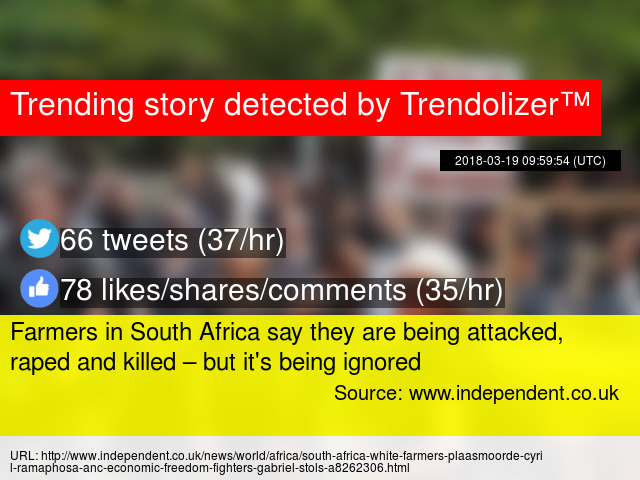 Trending story detected by Trendolizer™
2018-03-19 09:59:54 (UTC)
66 tweets (37/hr)
78 likes/shares/comments (35/hr)
Farmers in South Africa say they are being attacked,
raped and killed – but it's being ignored
Source: www.independent.co.uk
URL: http://www.independent.co.uk/news/world/africa/south-africa-white-farmers-plaasmoorde-cyri
l-ramaphosa-anc-economic-freedom-fighters-gabriel-stols-a8262306.html